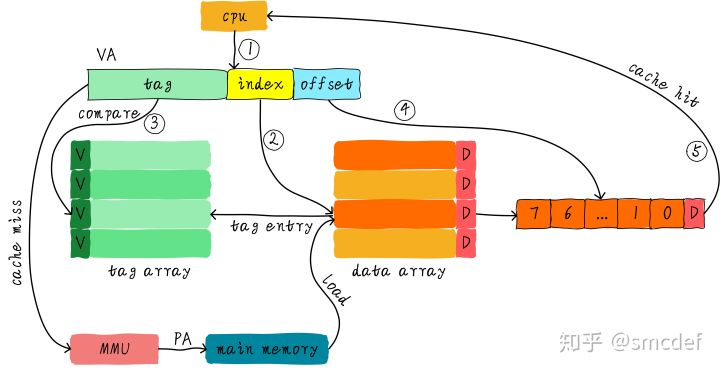 cpu
①
VA
tag
index
offset
cache hit
compare
③
②
④
⑤
V
D
V
D
V
D
7
6
...
1
0
D
tag entry
V
D
tag array
data array
cache miss
load
MMU
PA
main memory
知乎 @smcdef